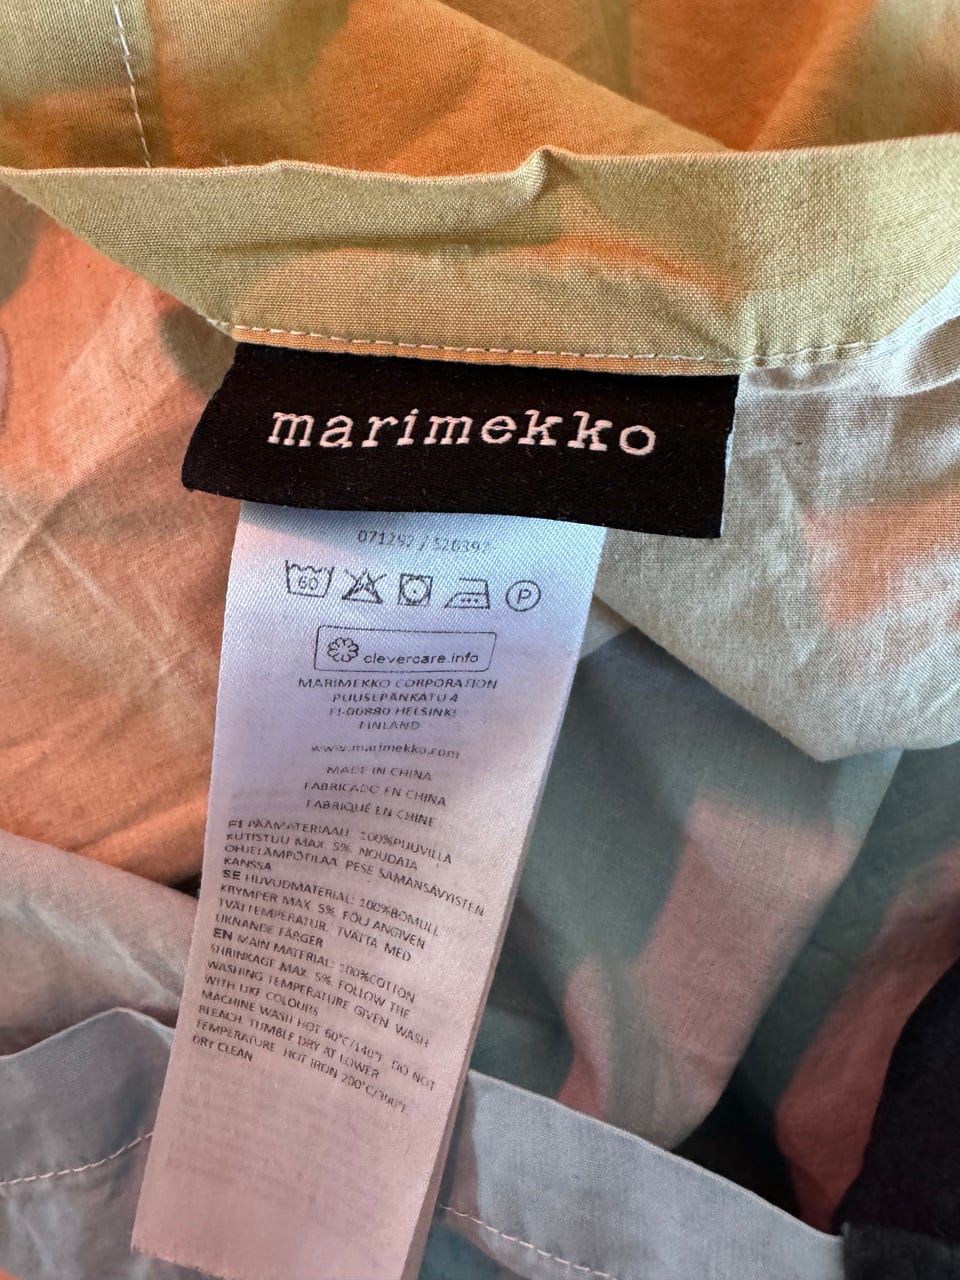 marimekko
071292 / 520392
60
P
clevercare.info
MARIMEKKO CORPORATION
PUUSEPÄNKATU 4
FI-00880 HELSINKI
FINLAND
www.marimekko.com
MADE IN CHINA
FABRICADO EN CHINA
FABRIQUÉ EN CHINE
FI PÄÄMATERIAALI: 100%PUUVILLA
KUTISTUU MAX. 5%. NOUDATA
OHJELÄMPÖTILAA. PESE SAMANSÄVYISTEN
KANSSA
SE HUVUDMATERIAL: 100%BOMULL
KRYMPER MAX. 5%. FÖLJ ANGIVEN
TVÄTTEMPERATUR. TVÄTTA MED
LIKNANDE FÄRGER
EN MAIN MATERIAL: 100%COTTON
SHRINKAGE MAX. 5%. FOLLOW THE
WASHING TEMPERATURE GIVEN. WASH
WITH LIKE COLOURS
MACHINE WASH HOT 60°C/140°F. DO NOT
BLEACH. TUMBLE DRY AT LOWER
TEMPERATURE. HOT IRON 200°C/390°F.
DRY CLEAN